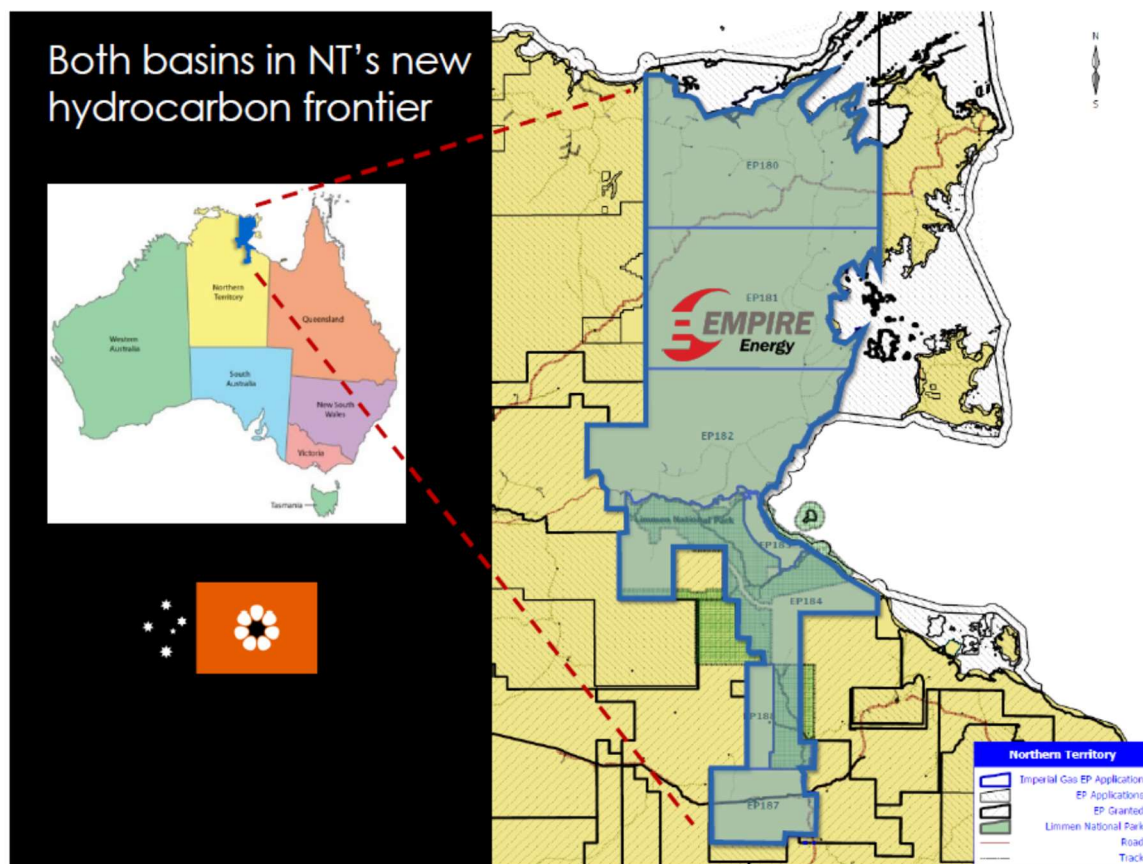 Both basins in NT's new
hydrocarbon frontier
Northern
Territory
Western
Australia
Queensland
South
Australia
New South
Wales
Victoria
Tasmania
N
S
EP180
EP181
EMPIRE
Energy
EP182
Limmen National Park
EP184
EP187
Northern Territory
Imperial Gas EP Application
EP Applications
EP Granted
Limmen National Park
Road
Track